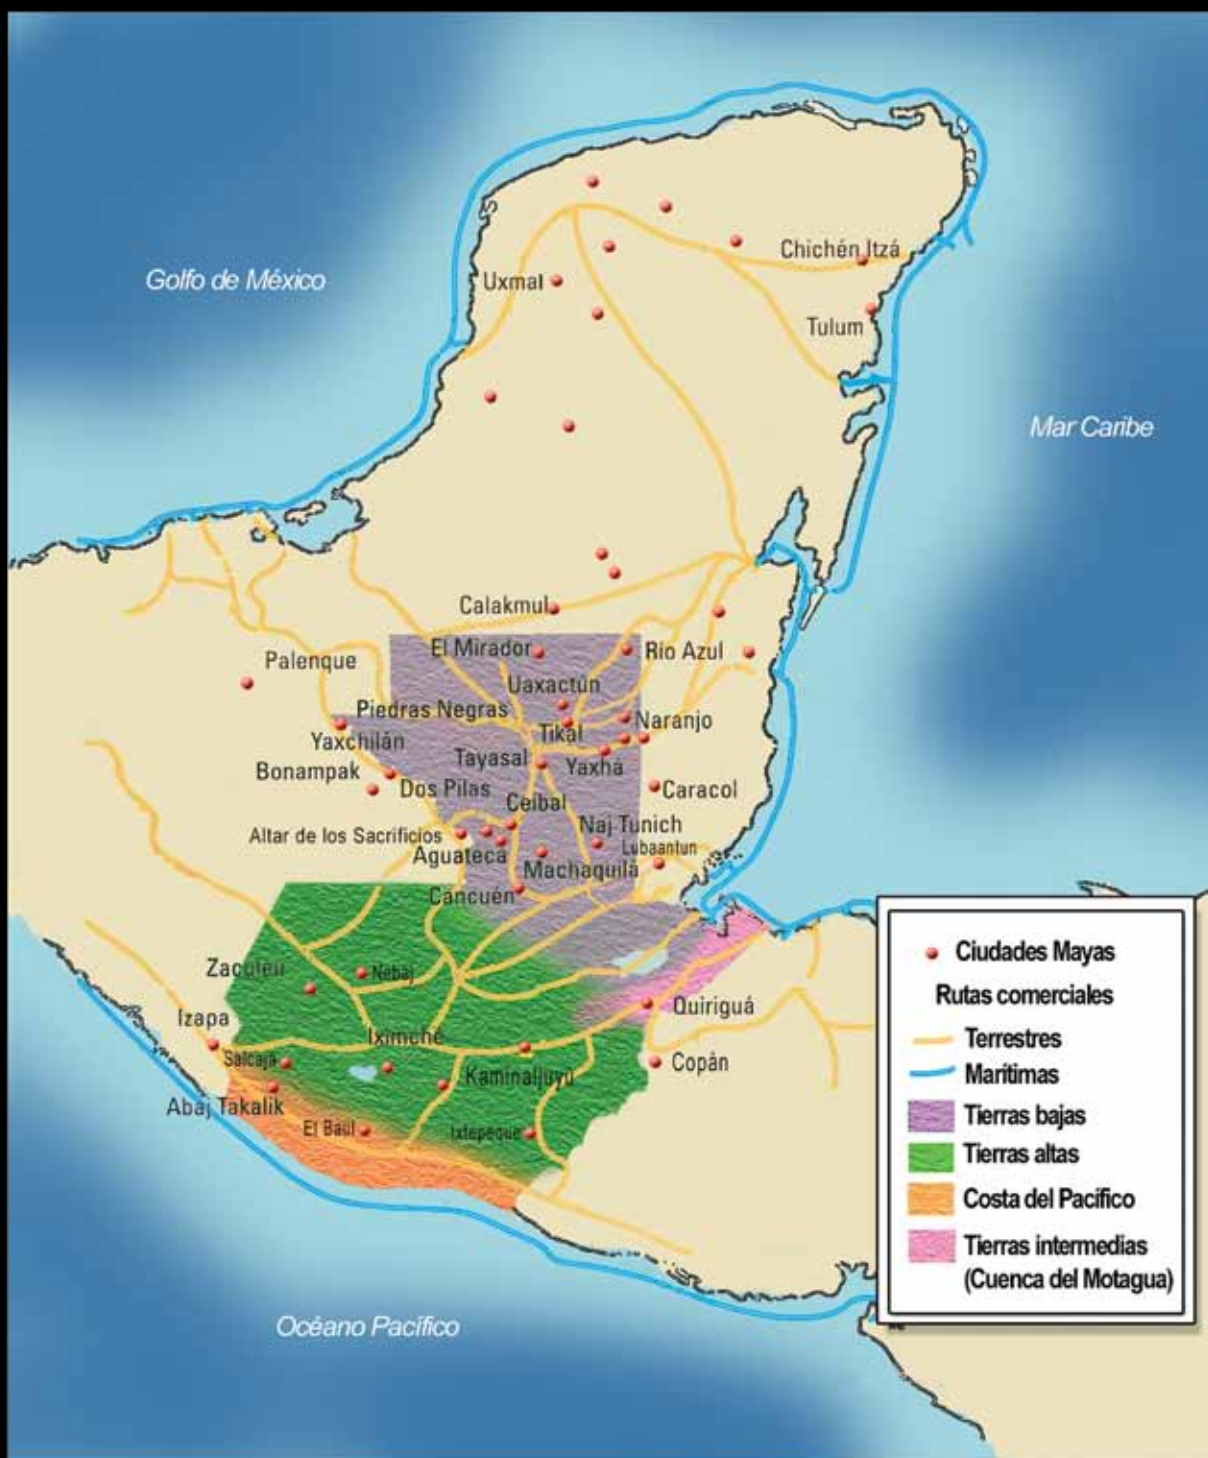 Golfo de México
Uxmal
Chichén Itzá
Tulum
Mar Caribe
Calakmul
El Mirador
Río Azul
Palenque
Uaxactún
Piedras Negras
Naranjo
Tikal
Yaxchilán
Tayasal
Yaxhá
Bonampak
Dos Pilas
Caracol
Ceibal
Naj Tunich
Altar de los Sacrificios
Lubaantun
Aguateca
Machaquilá
Cancuén
Zaculeu
Nebaj
Quiriguá
Izapa
Iximché
Salcajá
Copán
Kaminaljuyú
Abaj Takalik
El Baúl
Ixtepeque
Océano Pacífico
Ciudades Mayas
Rutas comerciales
Terrestres
Marítimas
Tierras bajas
Tierras altas
Costa del Pacífico
Tierras intermedias
(Cuenca del Motagua)